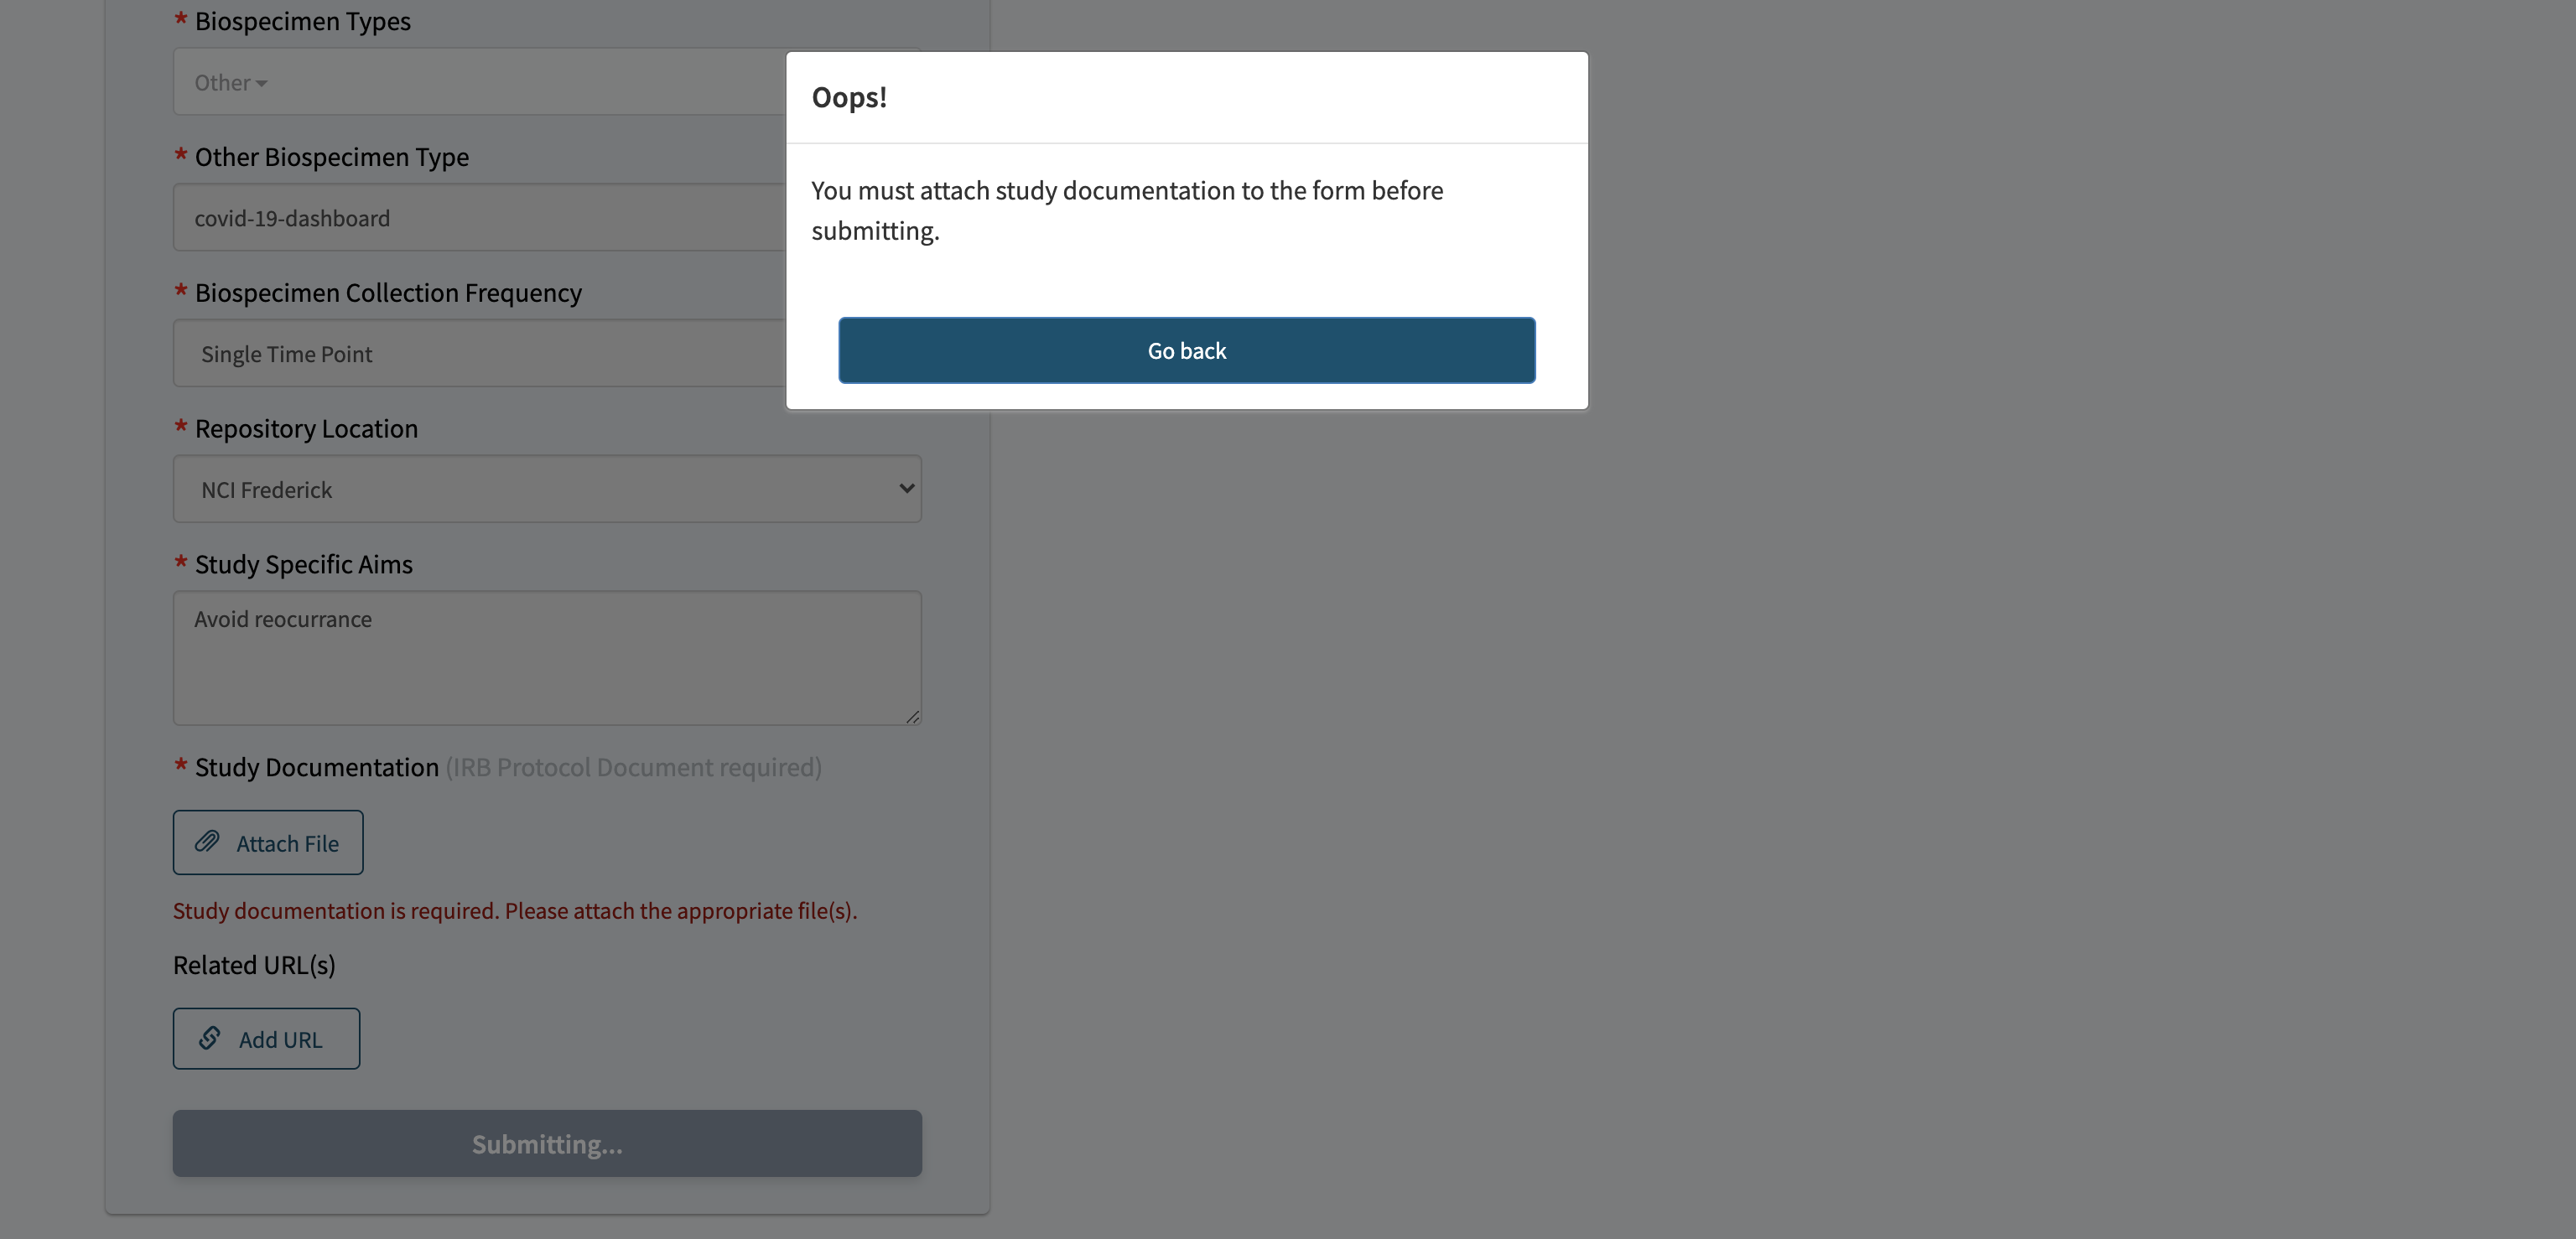 * Biospecimen Types
Other
* Other Biospecimen Type
covid-19-dashboard
* Biospecimen Collection Frequency
Single Time Point
* Repository Location
NCI Frederick
* Study Specific Aims
Avoid reocurrance
* Study Documentation (IRB Protocol Document required)
Attach File
Study documentation is required. Please attach the appropriate file(s).
Related URL(s)
Add URL
Submitting...
Oops!
You must attach study documentation to the form before
submitting.
Go back